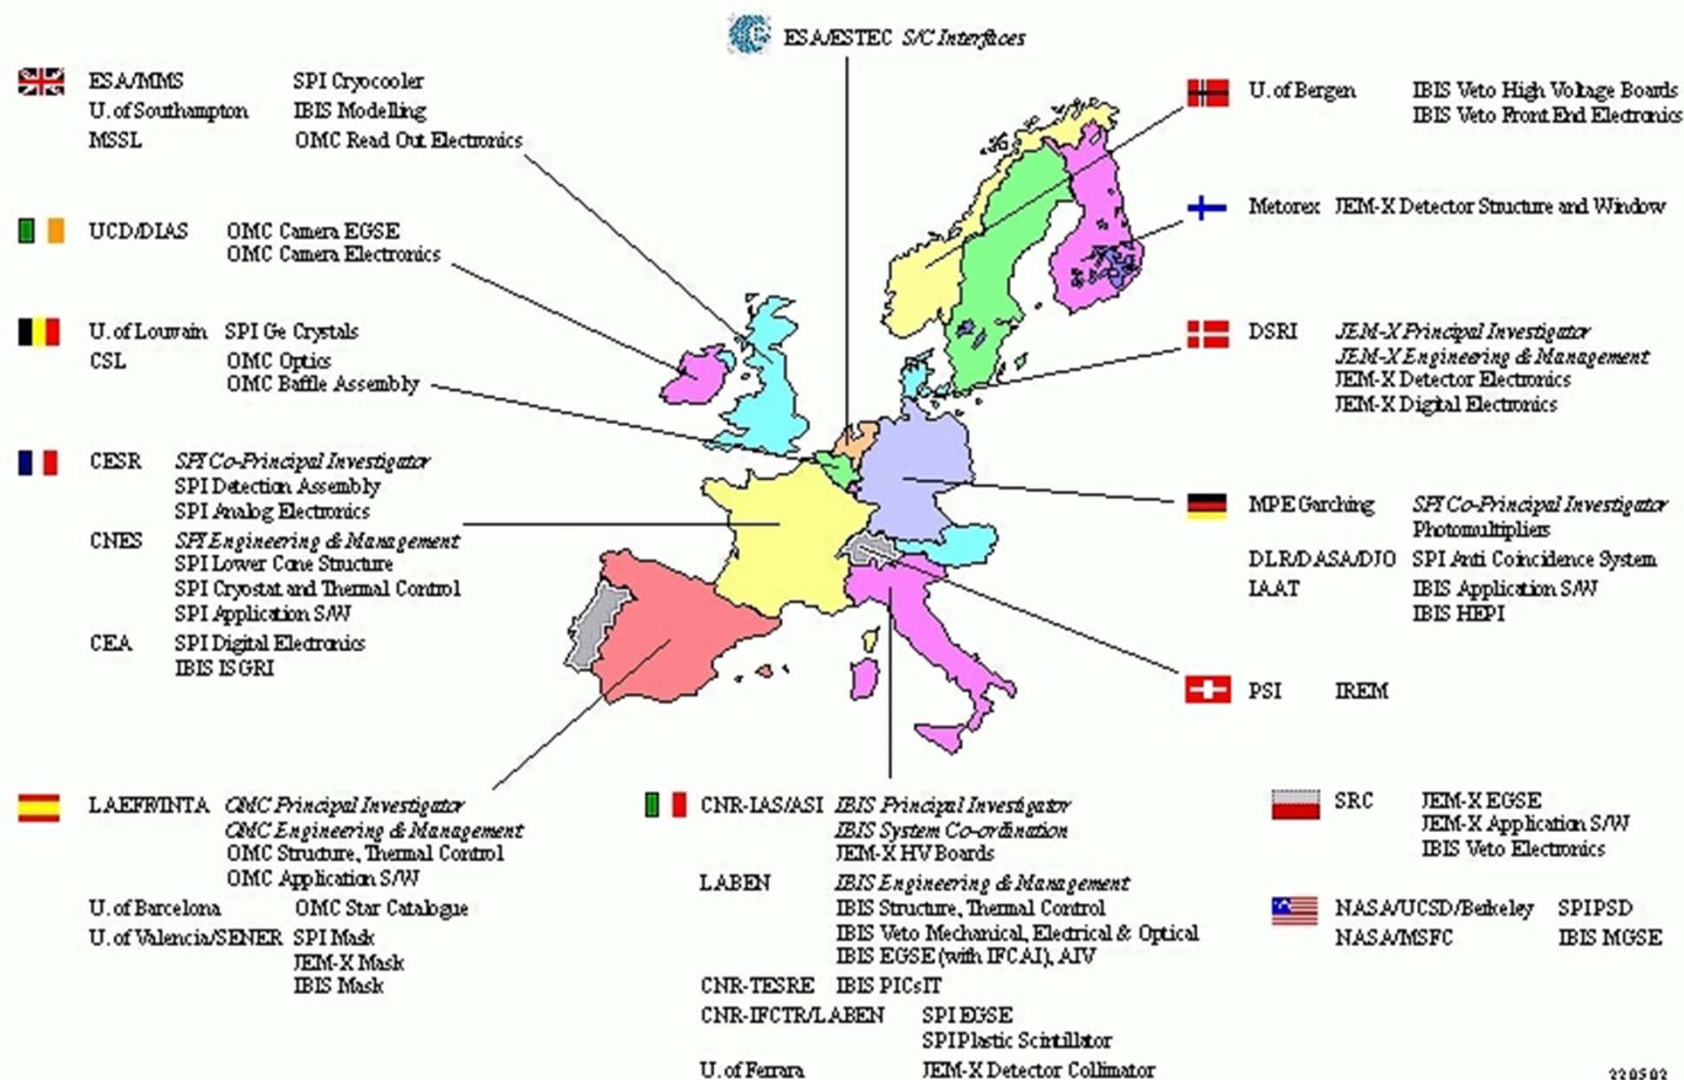 ESA/ESTEC S/C Interfaces
ESA/MMS SPI Cryocooler
U. of Southampton IBIS Modelling
MSSL OMC Read Out Electronics
UCD/DIAS OMC Camera EGSE
OMC Camera Electronics
U. of Louvain SPI Ge Crystals
CSL OMC Optics
OMC Baffle Assembly
CESR SPI Co-Principal Investigator
SPI Detection Assembly
SPI Analog Electronics
CNES SPI Engineering & Management
SPI Lower Cone Structure
SPI Cryostat and Thermal Control
SPI Application S/W
CEA SPI Digital Electronics
IBIS ISGRI
LAEFF/INTA OMC Principal Investigator
OMC Engineering & Management
OMC Structure, Thermal Control
OMC Application S/W
U. of Barcelona OMC Star Catalogue
U. of Valencia/SENER SPI Mask
JEM-X Mask
IBIS Mask
CNR-IAS/ASI IBIS Principal Investigator
IBIS System Co-ordination
JEM-X HV Boards
LABEN IBIS Engineering & Management
IBIS Structure, Thermal Control
IBIS Veto Mechanical, Electrical & Optical
IBIS EGSE (with IFCAI), AIV
CNR-TESRE IBIS PICsIT
CNR-IFCTR/LABEN SPI EGSE
SPI Plastic Scintillator
U. of Ferrara JEM-X Detector Collimator
U. of Bergen IBIS Veto High Voltage Boards
IBIS Veto Front End Electronics
Metorex JEM-X Detector Structure and Window
DSRI JEM-X Principal Investigator
JEM-X Engineering & Management
JEM-X Detector Electronics
JEM-X Digital Electronics
MPE Garching SPI Co-Principal Investigator
Photomultipliers
DLR/DASA/DJO SPI Anti Coincidence System
IAAT IBIS Application S/W
IBIS HEPI
PSI IREM
SRC JEM-X EGSE
JEM-X Application S/W
IBIS Veto Electronics
NASA/UCSD/Berkeley SPI PSD
NASA/MSFC IBIS MGSE
220502